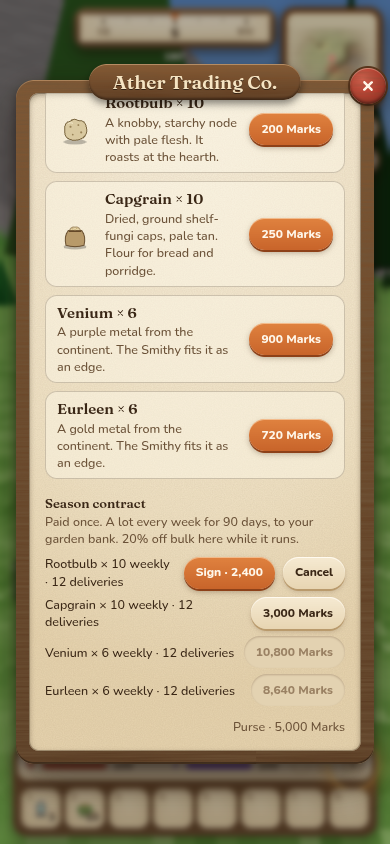 Ather Trading Co.
Rootbulb × 10
A knobby, starchy node
with pale flesh. It
roasts at the hearth.
200 Marks
Capgrain × 10
Dried, ground shelf-
fungi caps, pale tan.
Flour for bread and
porridge.
250 Marks
Venium × 6
A purple metal from the
continent. The Smithy fits it as
an edge.
900 Marks
Eurleen × 6
A gold metal from the
continent. The Smithy fits it as
an edge.
720 Marks
Season contract
Paid once. A lot every week for 90 days, to your
garden bank. 20% off bulk here while it runs.
Rootbulb × 10 weekly
· 12 deliveries
Sign · 2,400
Cancel
Capgrain × 10 weekly · 12
deliveries
3,000 Marks
Venium × 6 weekly · 12 deliveries
10,800 Marks
Eurleen × 6 weekly · 12 deliveries
8,640 Marks
Purse · 5,000 Marks